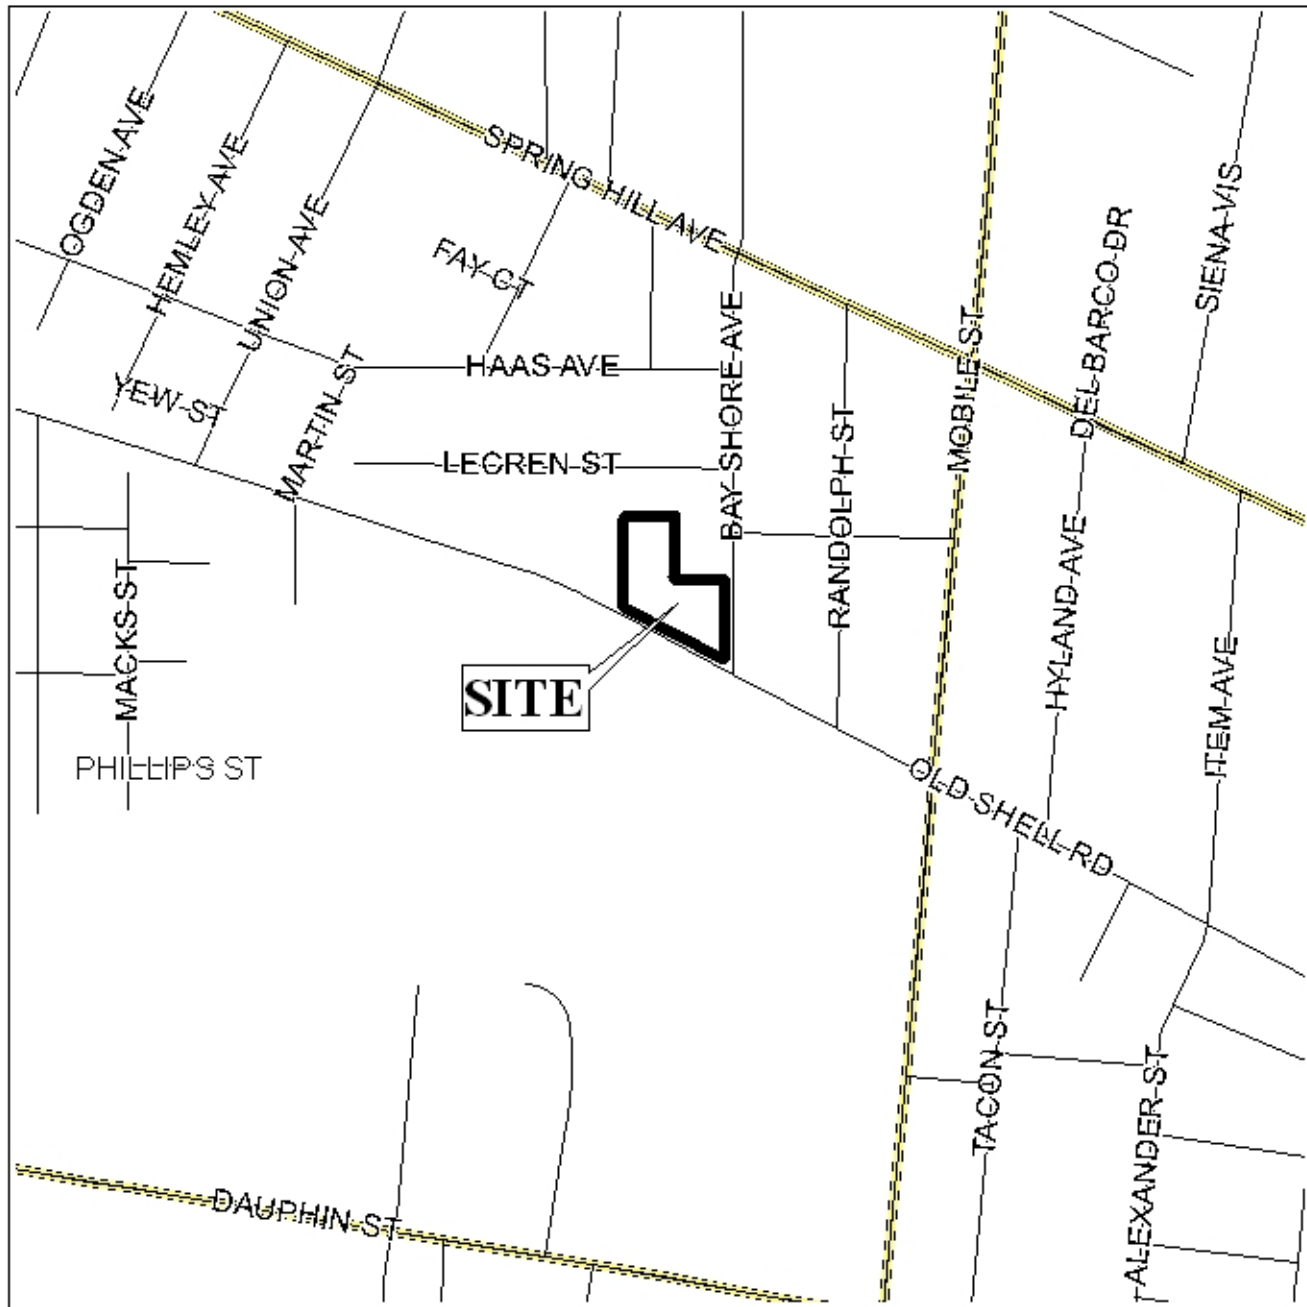 OGDEN AVE
HEMLEY AVE
UNION AVE
SPRING HILL AVE
FAY CT
SIENA VIS
DEL BARCO DR
YEW ST
MARTIN ST
HAAS AVE
BAY SHORE AVE
MOBILE ST
LECREN ST
RANDOLPH ST
HYLAND AVE
MACKS ST
SITE
ITEM AVE
PHILLIPS ST
OLD SHELL RD
TACON ST
ALEXANDER ST
DAUPHIN ST